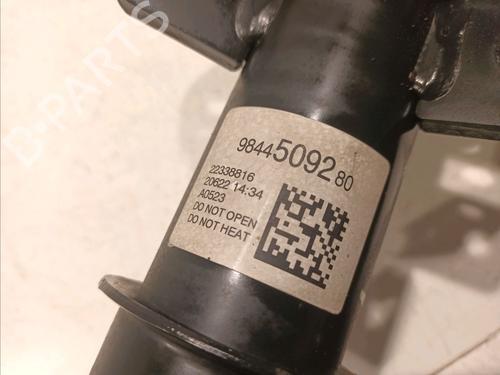 B-PARTS
9844509280
22338816
20622 14:34
A0523
DO NOT OPEN
DO NOT HEAT